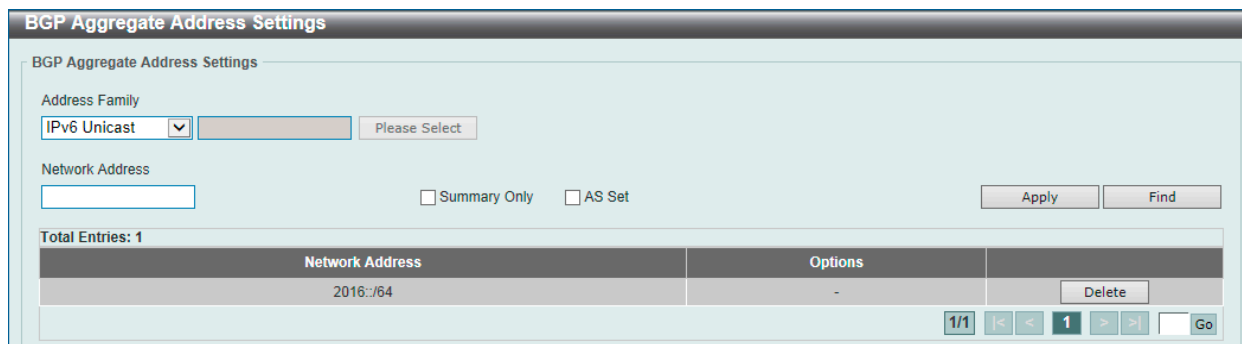 BGP Aggregate Address Settings
BGP Aggregate Address Settings
Address Family
IPv6 Unicast Please Select
Network Address
Summary Only AS Set Apply Find
Total Entries: 1
Network Address Options
2016::/64 - Delete
1/1 |< < 1 > >| Go